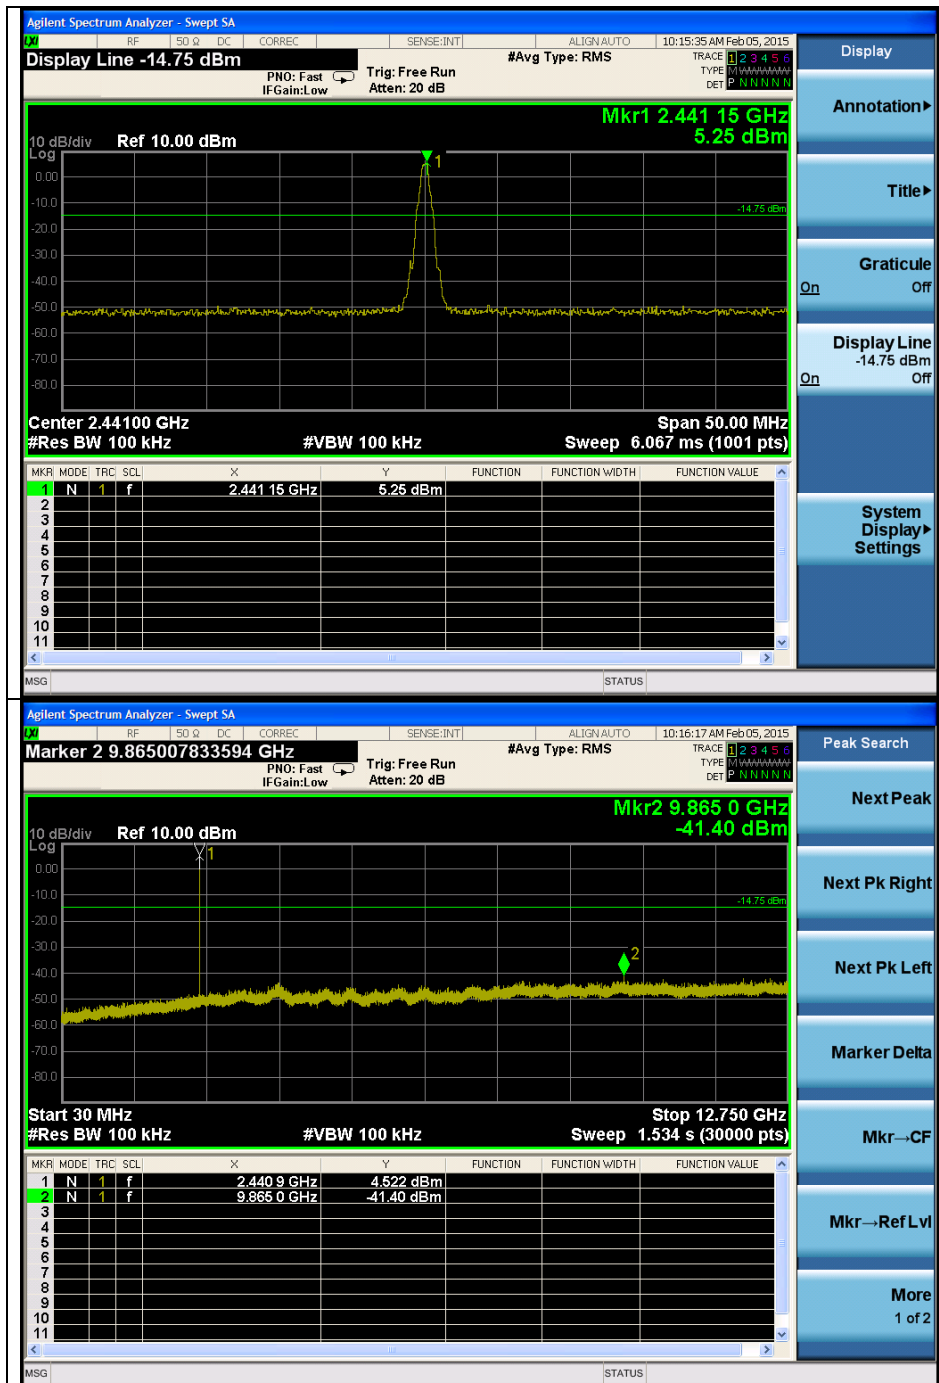 Agilent Spectrum Analyzer - Swept SA
LXI RF 50 Ω DC CORREC SENSE:INT ALIGNAUTO 10:15:35 AM Feb 05, 2015
Display Line -14.75 dBm
#Avg Type: RMS
TRACE 1 2 3 4 5 6
PNO: Fast
Trig: Free Run
TYPE M WWWWW
IFGain:Low
Atten: 20 dB
DET P N N N N N
Mkr1 2.441 15 GHz
5.25 dBm
10 dB/div Ref 10.00 dBm
Log
1
0.00
-10.0
-14.75 dBm
-20.0
-30.0
-40.0
-50.0
-60.0
-70.0
-80.0
Center 2.44100 GHz Span 50.00 MHz
#Res BW 100 kHz #VBW 100 kHz Sweep 6.067 ms (1001 pts)
MKR MODE TRC SCL X Y FUNCTION FUNCTION WIDTH FUNCTION VALUE
1 N 1 f 2.441 15 GHz 5.25 dBm
2
3
4
5
6
7
8
9
10
11
MSG STATUS
Display
Annotation
Title
Graticule
On Off
Display Line
-14.75 dBm
On Off
System
Display
Settings
Agilent Spectrum Analyzer - Swept SA
LXI RF 50 Ω DC CORREC SENSE:INT ALIGNAUTO 10:16:17 AM Feb 05, 2015
Marker 2 9.865007833594 GHz
#Avg Type: RMS
TRACE 1 2 3 4 5 6
PNO: Fast
Trig: Free Run
TYPE M WWWWW
IFGain:Low
Atten: 20 dB
DET P N N N N N
Mkr2 9.865 0 GHz
-41.40 dBm
10 dB/div Ref 10.00 dBm
Log
1
0.00
-10.0
-14.75 dBm
-20.0
-30.0
2
-40.0
-50.0
-60.0
-70.0
-80.0
Start 30 MHz Stop 12.750 GHz
#Res BW 100 kHz #VBW 100 kHz Sweep 1.534 s (30000 pts)
MKR MODE TRC SCL X Y FUNCTION FUNCTION WIDTH FUNCTION VALUE
1 N 1 f 2.440 9 GHz 4.522 dBm
2 N 1 f 9.865 0 GHz -41.40 dBm
3
4
5
6
7
8
9
10
11
MSG STATUS
Peak Search
Next Peak
Next Pk Right
Next Pk Left
Marker Delta
Mkr→CF
Mkr→Ref Lvl
More
1 of 2